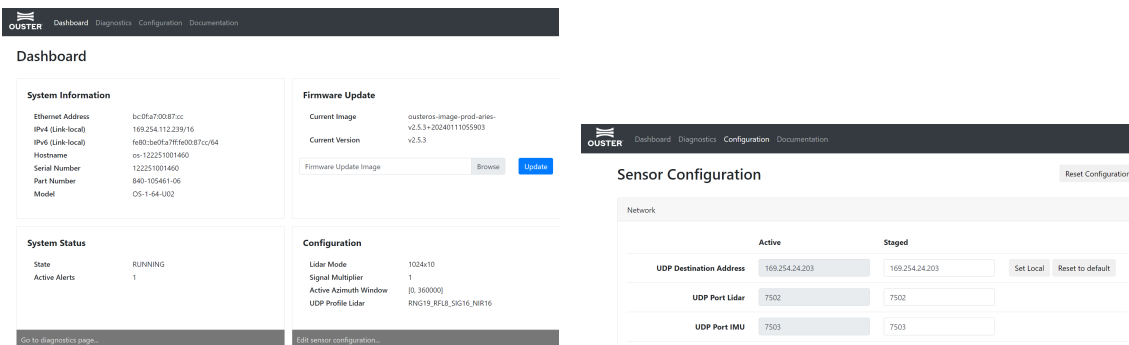 OUSTER Dashboard Diagnostics Configuration Documentation
Dashboard
System Information
Ethernet Address bc:0f:a7:00:87:cc
IPv4 (Link-local) 169.254.112.239/16
IPv6 (Link-local) fe80::be0f:a7ff:fe00:87cc/64
Hostname os-122251001460
Serial Number 122251001460
Part Number 840-105461-06
Model OS-1-64-U02
Firmware Update
Current Image ousteros-image-prod-aries-
v2.5.3+20240111055903
Current Version v2.5.3
Firmware Update Image Browse Update
System Status
State RUNNING
Active Alerts 1
Go to diagnostics page...
Configuration
Lidar Mode 1024x10
Signal Multiplier 1
Active Azimuth Window [0, 360000]
UDP Profile Lidar RNG19_RFL8_SIG16_NIR16
Edit sensor configuration...
OUSTER Dashboard Diagnostics Configuration Documentation
Sensor Configuration Reset Configuration
Network
Active Staged
UDP Destination Address 169.254.24.203 169.254.24.203 Set Local Reset to default
UDP Port Lidar 7502 7502
UDP Port IMU 7503 7503